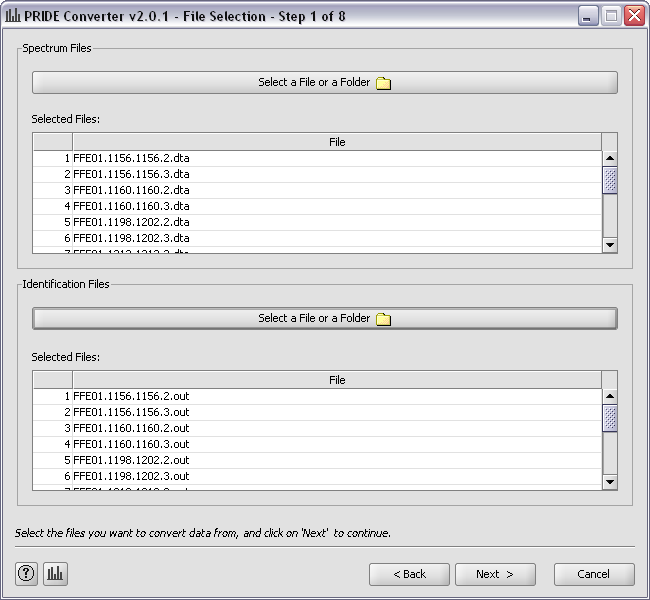 PRIDE Converter v2.0.1 - File Selection - Step 1 of 8
Spectrum Files
Select a File or a Folder
Selected Files:
File
1 FFE01.1156.1156.2.dta
2 FFE01.1156.1156.3.dta
3 FFE01.1160.1160.2.dta
4 FFE01.1160.1160.3.dta
5 FFE01.1198.1202.2.dta
6 FFE01.1198.1202.3.dta
Identification Files
Select a File or a Folder
Selected Files:
File
1 FFE01.1156.1156.2.out
2 FFE01.1156.1156.3.out
3 FFE01.1160.1160.2.out
4 FFE01.1160.1160.3.out
5 FFE01.1198.1202.2.out
6 FFE01.1198.1202.3.out
Select the files you want to convert data from, and click on 'Next' to continue.
? < Back Next > Cancel